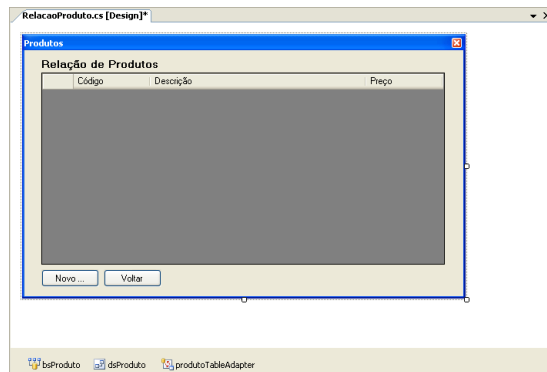 RelacaoProduto.cs [Design]*
Produtos
Relação de Produtos
Código Descrição Preço
Novo ... Voltar
bsProduto dsProduto produtoTableAdapter